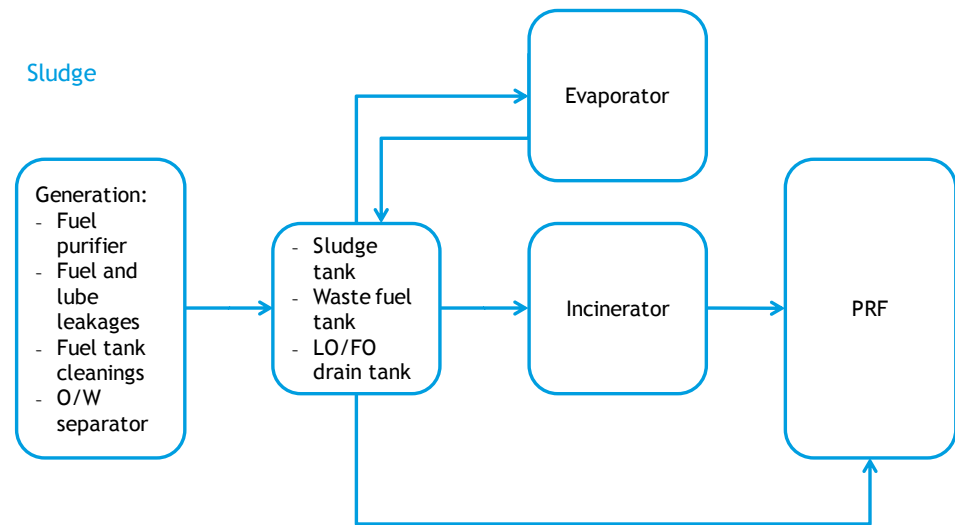 Sludge
Evaporator
Generation:
- Fuel
purifier
- Fuel and
lube
leakages
- Fuel tank
cleanings
- O/W
separator
- Sludge
tank
- Waste fuel
tank
- LO/FO
drain tank
Incinerator
PRF